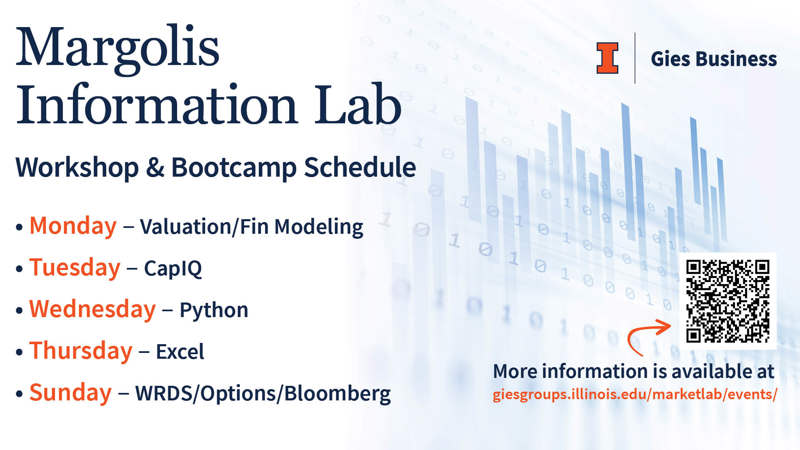 Margolis
Information Lab
Workshop & Bootcamp Schedule
• Monday – Valuation/Fin Modeling
• Tuesday – CapIQ
• Wednesday – Python
• Thursday – Excel
• Sunday – WRDS/Options/Bloomberg
I Gies Business
More information is available at
giesgroups.illinois.edu/marketlab/events/